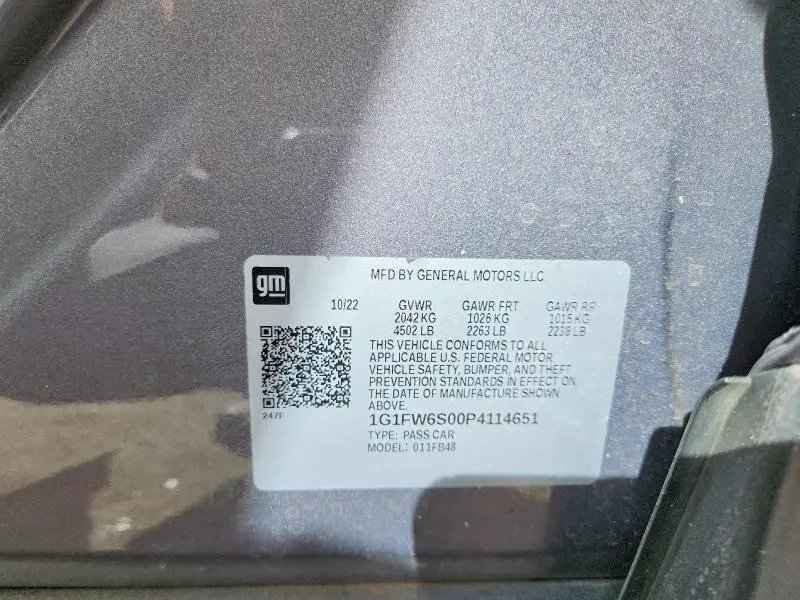 gm
MFD BY GENERAL MOTORS LLC
10/22 GVWR GAWR FRT GAWR RR
2042 KG 1026 KG 1015 KG
4502 LB 2263 LB 2238 LB
THIS VEHICLE CONFORMS TO ALL
APPLICABLE U.S. FEDERAL MOTOR
VEHICLE SAFETY, BUMPER, AND THEFT
PREVENTION STANDARDS IN EFFECT ON
THE DATE OF MANUFACTURE SHOWN
ABOVE.
247F
1G1FW6S00P4114651
TYPE: PASS CAR
MODEL: 011FB48